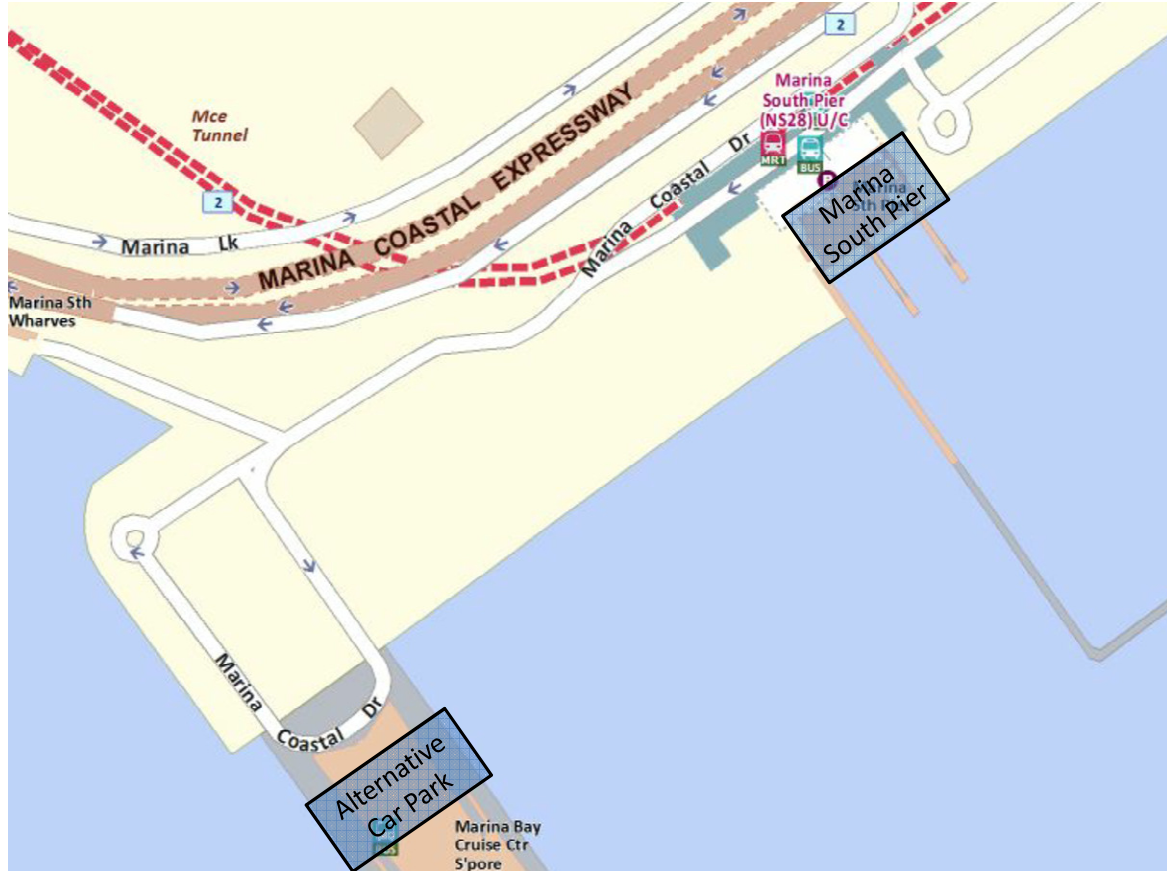 2
Marina
South Pier
(NS28) U/C
MRT
BUS
Mce
Tunnel
2
Marina Lk
MARINA COASTAL EXPRESSWAY
Marina Coastal Dr
Marina
South Pier
Marina Sth
Wharves
Marina Coastal Dr
Alternative
Car Park
Marina Bay
Cruise Ctr
S'pore